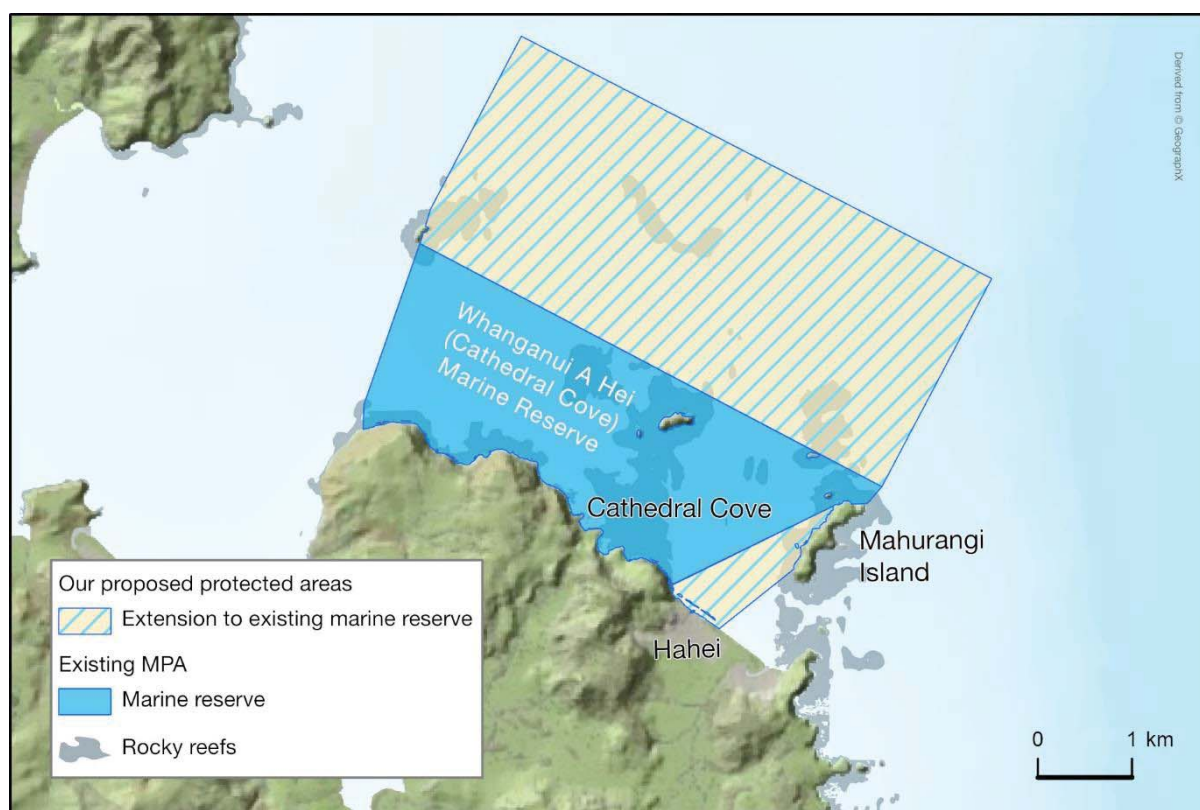 Derived from © GeographX
Whanganui A Hei
(Cathedral Cove)
Marine Reserve
Cathedral Cove
Mahurangi
Island
Hahei
Our proposed protected areas
Extension to existing marine reserve
Existing MPA
Marine reserve
Rocky reefs
0 1 km